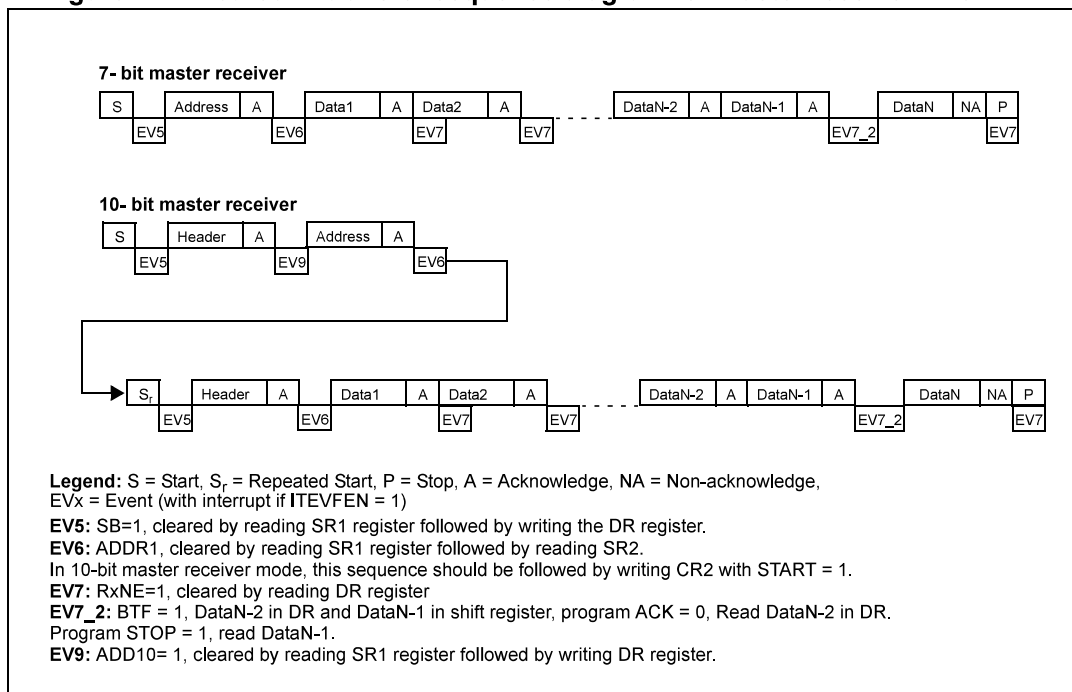 7- bit master receiver
S Address A Data1 A Data2 A DataN-2 A DataN-1 A DataN NA P
EV5 EV6 EV7 EV7 EV7_2 EV7
10- bit master receiver
S Header A Address A
EV5 EV9 EV6
Sr Header A Data1 A Data2 A DataN-2 A DataN-1 A DataN NA P
EV5 EV6 EV7 EV7 EV7_2 EV7
Legend: S = Start, Sr = Repeated Start, P = Stop, A = Acknowledge, NA = Non-acknowledge,
EVx = Event (with interrupt if ITEVFEN = 1)
EV5: SB=1, cleared by reading SR1 register followed by writing the DR register.
EV6: ADDR1, cleared by reading SR1 register followed by reading SR2.
In 10-bit master receiver mode, this sequence should be followed by writing CR2 with START = 1.
EV7: RxNE=1, cleared by reading DR register
EV7_2: BTF = 1, DataN-2 in DR and DataN-1 in shift register, program ACK = 0, Read DataN-2 in DR.
Program STOP = 1, read DataN-1.
EV9: ADD10= 1, cleared by reading SR1 register followed by writing DR register.